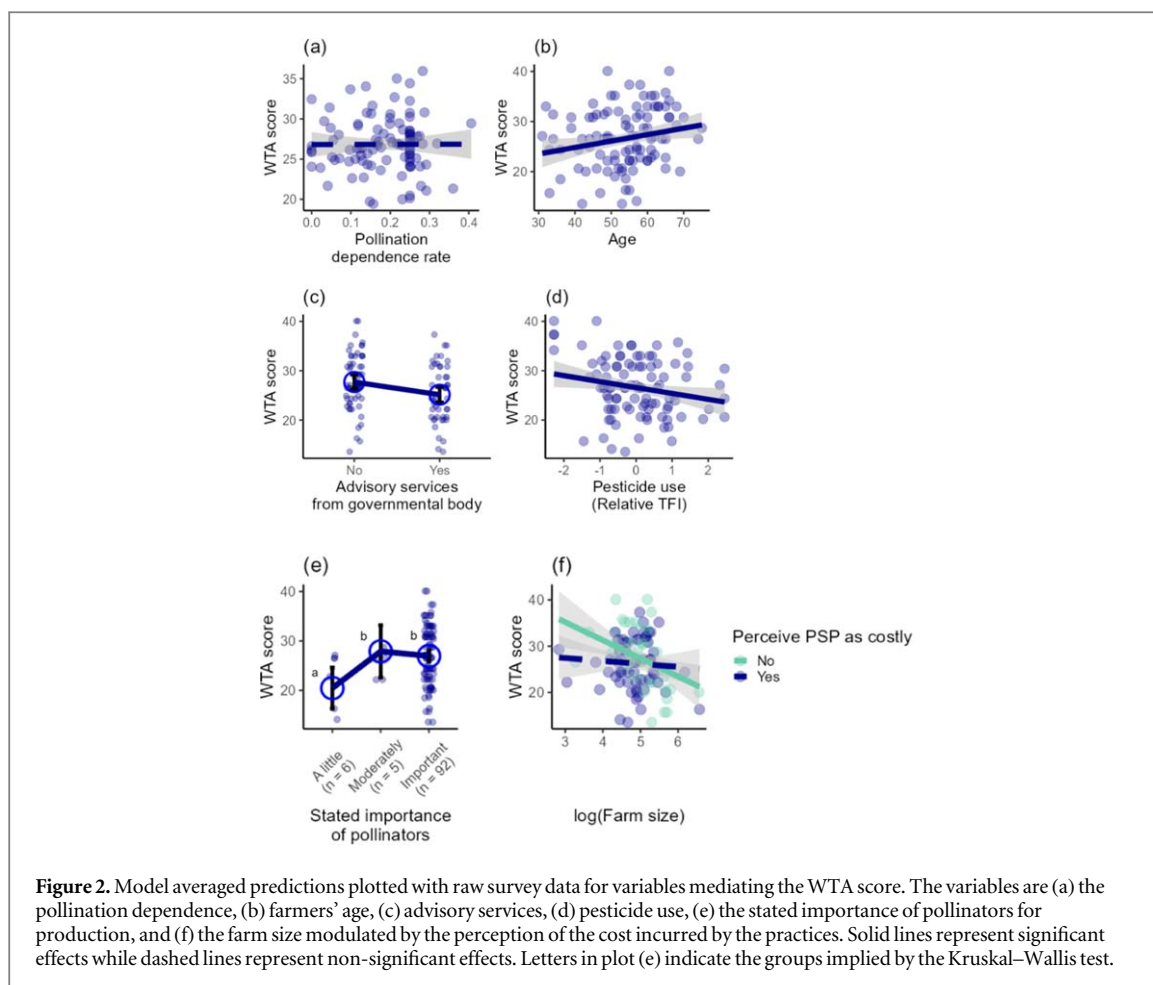 (a)
WTA score
35
30
25
20
0.0 0.1 0.2 0.3 0.4
Pollination
dependence rate
(b)
WTA score
40
30
20
30 40 50 60 70
Age
(c)
WTA score
40
30
20
No Yes
Advisory services
from governmental body
(d)
WTA score
40
30
20
-2 -1 0 1 2
Pesticide use
(Relative TFI)
(e)
WTA score
40
30
20
a
b
b
A little
(n = 6)
Moderately
(n = 5)
Important
(n = 92)
Stated importance
of pollinators
(f)
WTA score
40
30
20
3 4 5 6
log(Farm size)
Perceive PSP as costly
No
Yes
Figure 2. Model averaged predictions plotted with raw survey data for variables mediating the WTA score. The variables are (a) the
pollination dependence, (b) farmers’ age, (c) advisory services, (d) pesticide use, (e) the stated importance of pollinators for
production, and (f) the farm size modulated by the perception of the cost incurred by the practices. Solid lines represent significant
effects while dashed lines represent non-significant effects. Letters in plot (e) indicate the groups implied by the Kruskal–Wallis test.